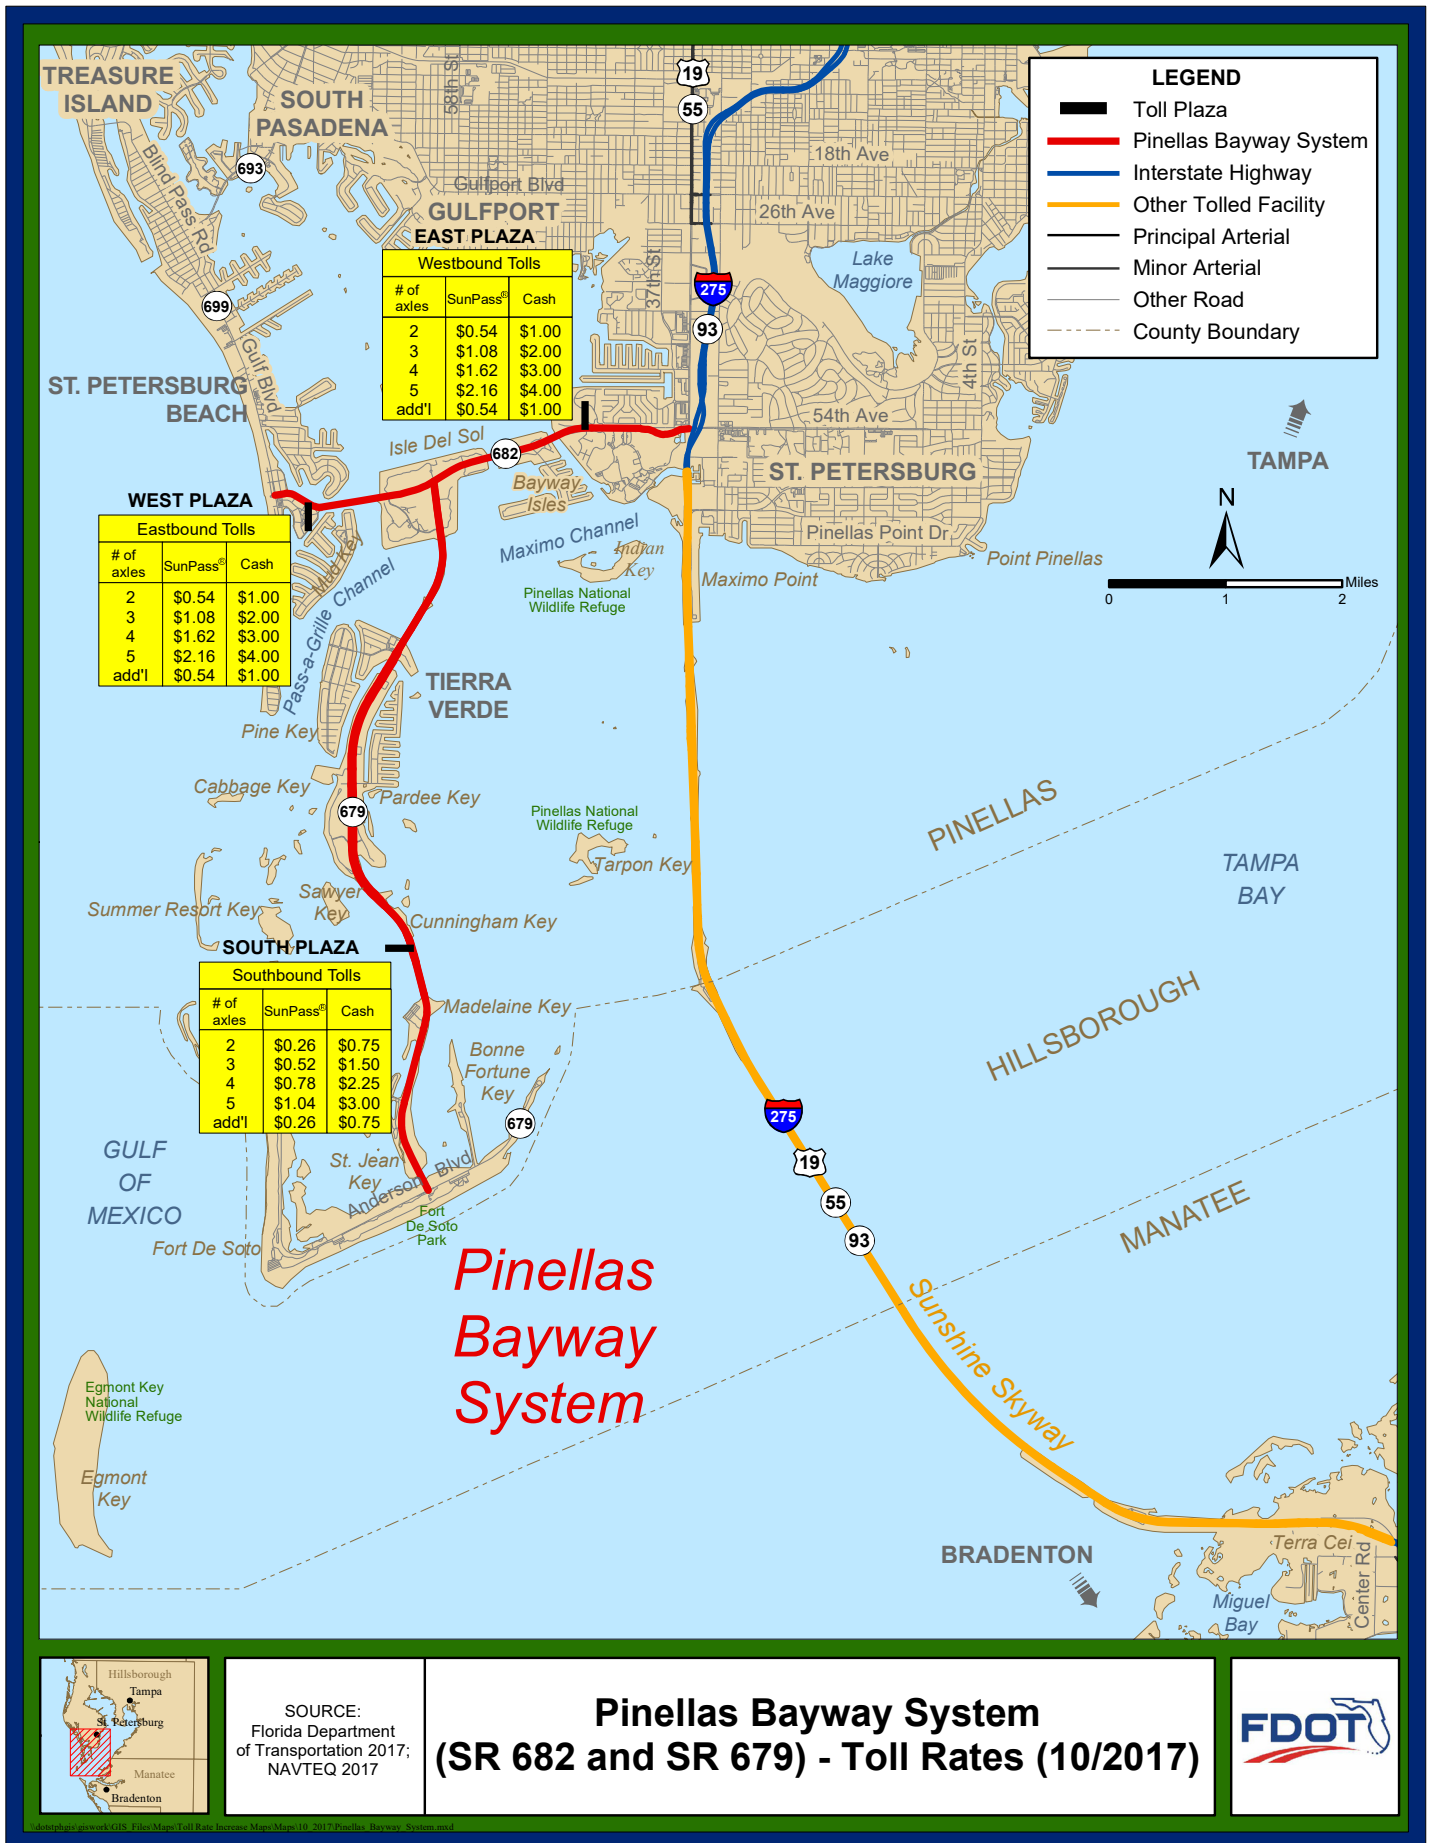 TREASURE
ISLAND
SOUTH
PASADENA
58th St
19
55
693
Blind Pass Rd
18th Ave
Gulfport Blvd
GULFPORT
26th Ave
LEGEND
Toll Plaza
Pinellas Bayway System
Interstate Highway
Other Tolled Facility
Principal Arterial
Minor Arterial
Other Road
County Boundary
EAST PLAZA
Westbound Tolls
# of axles SunPass® Cash
2 $0.54 $1.00
3 $1.08 $2.00
4 $1.62 $3.00
5 $2.16 $4.00
add'l $0.54 $1.00
37th St
Lake
Maggiore
275
93
699
Gulf Blvd
4th St
ST. PETERSBURG
BEACH
54th Ave
Isle Del Sol
682
Bayway
Isles
ST. PETERSBURG
TAMPA
N
Miles
0 1 2
WEST PLAZA
Eastbound Tolls
# of axles SunPass® Cash
2 $0.54 $1.00
3 $1.08 $2.00
4 $1.62 $3.00
5 $2.16 $4.00
add'l $0.54 $1.00
Mud Key
Pass-a-Grille Channel
Maximo Channel
Indian
Key
Pinellas National
Wildlife Refuge
Pinellas Point Dr
Point Pinellas
Maximo Point
TIERRA
VERDE
Pine Key
Cabbage Key
Pardee Key
679
Pinellas National
Wildlife Refuge
Tarpon Key
PINELLAS
TAMPA
BAY
Sawyer
Key
Summer Resort Key
Cunningham Key
SOUTH PLAZA
Southbound Tolls
# of axles SunPass® Cash
2 $0.26 $0.75
3 $0.52 $1.50
4 $0.78 $2.25
5 $1.04 $3.00
add'l $0.26 $0.75
Madelaine Key
Bonne
Fortune
Key
679
HILLSBOROUGH
275
19
55
93
GULF
OF
MEXICO
St. Jean
Key
Anderson Blvd
Fort
De Soto
Park
Fort De Soto
MANATEE
Pinellas
Bayway
System
Sunshine Skyway
Egmont Key
National
Wildlife Refuge
Egmont
Key
BRADENTON
Terra Cei
Center Rd
Miguel
Bay
Hillsborough
Tampa
St. Petersburg
Manatee
Bradenton
SOURCE:
Florida Department
of Transportation 2017;
NAVTEQ 2017
Pinellas Bayway System
(SR 682 and SR 679) - Toll Rates (10/2017)
FDOT
\\dotstphgis\giswork\GIS_Files\Maps\Toll Rate Increase Maps\Maps\10_2017\Pinellas_Bayway_System.mxd